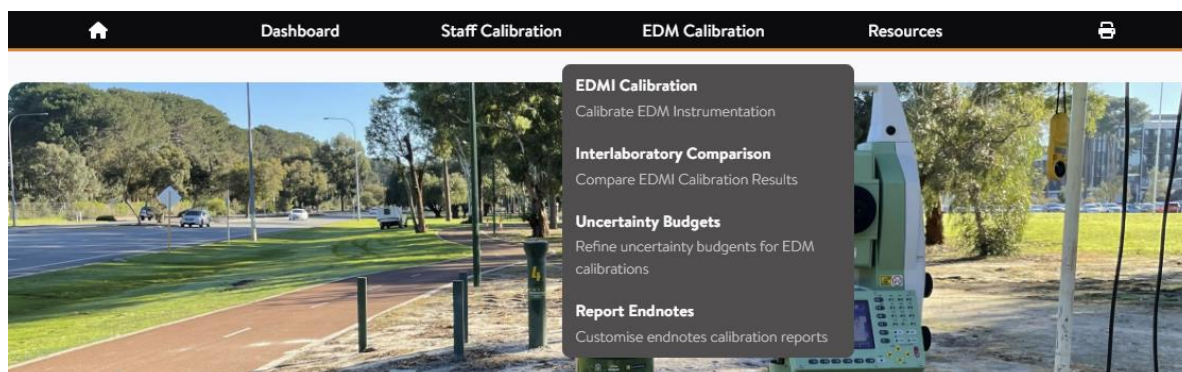 Dashboard Staff Calibration EDM Calibration Resources
EDMI Calibration
Calibrate EDM Instrumentation
Interlaboratory Comparison
Compare EDMI Calibration Results
Uncertainty Budgets
Refine uncertainty budgents for EDM
calibrations
Report Endnotes
Customise endnotes calibration reports
4